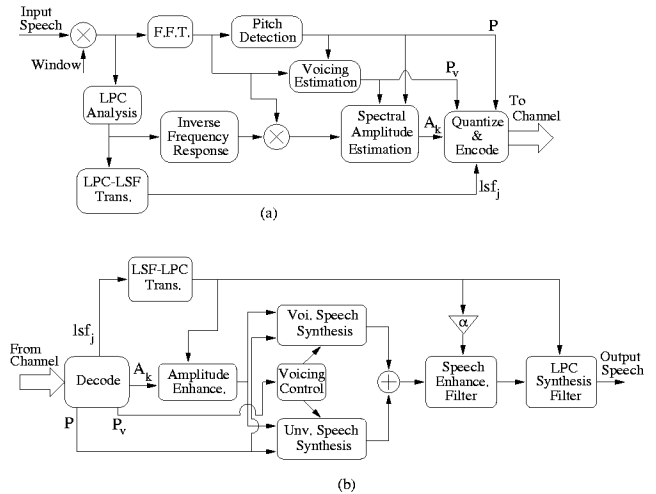 Input
Speech
Window
F.F.T.
Pitch
Detection
P
Voicing
Estimation
Pv
To
Channel
LPC
Analysis
Inverse
Frequency
Response
Spectral
Amplitude
Estimation
Ak
Quantize
&
Encode
LPC-LSF
Trans.
lsfj
(a)
LSF-LPC
Trans.
lsfj
α
From
Channel
Decode
Ak
Amplitude
Enhance.
Voi. Speech
Synthesis
Voicing
Control
Unv. Speech
Synthesis
Speech
Enhance.
Filter
LPC
Synthesis
Filter
Output
Speech
P
Pv
(b)